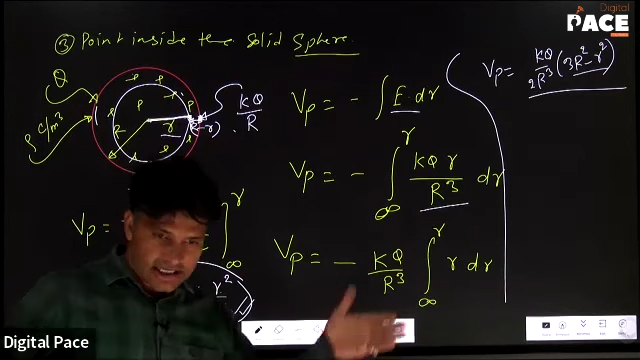 ③ Point inside the solid Sphere.
Digital
PACE
Q
ρ C/m³
ρ ρ
ρ ρ ρ
R r
KQ/R
Vp = - ∫ E . dr
Vp = - ∫_∞^r KQ r / R³ dr
Vp = - KQ/R³ ∫_∞^r r dr
Vp = KQ/2R³ (3R² - r²)
Vp =
]_∞^r
r²
Digital Pace